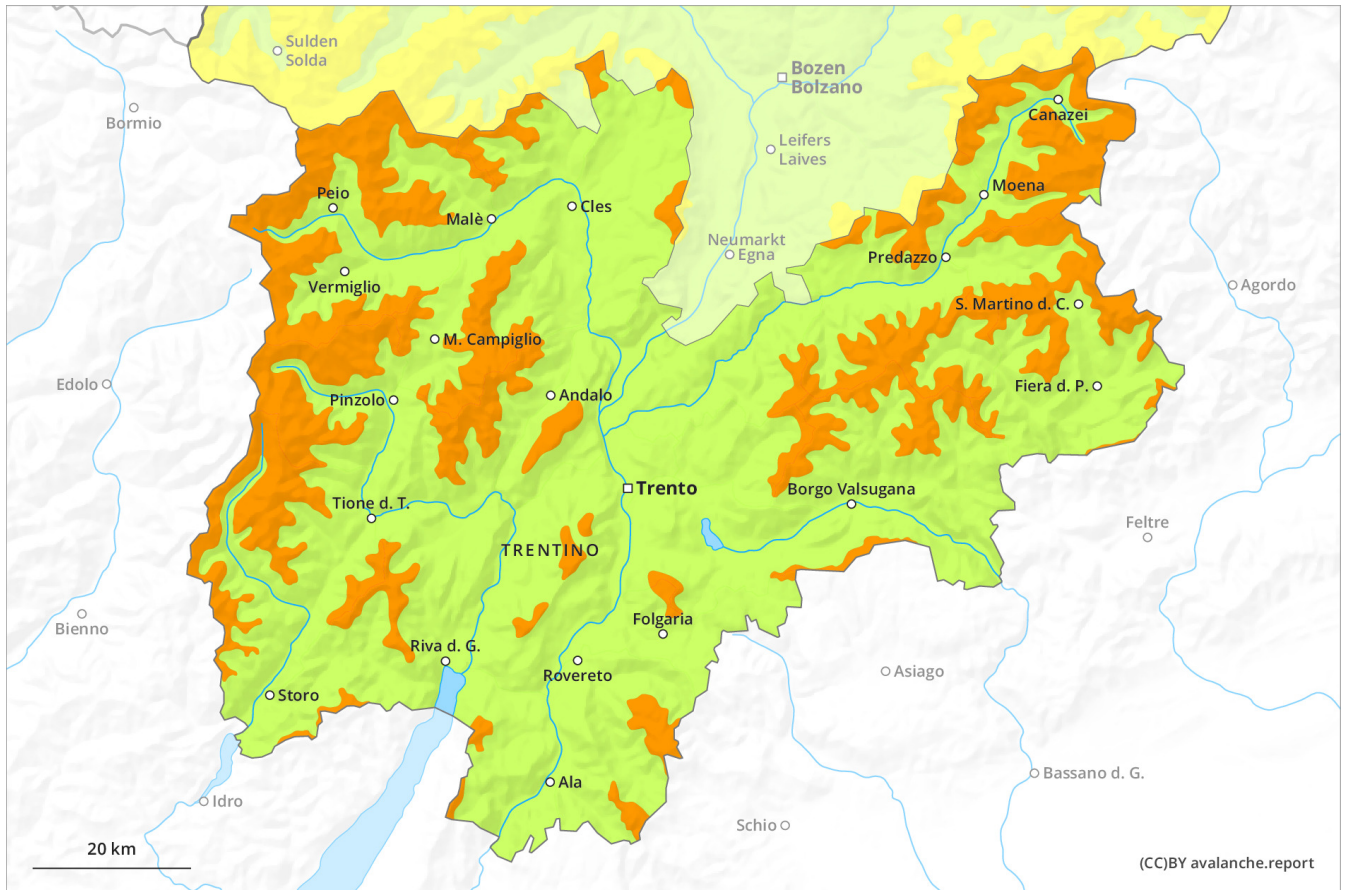 Sulden
Solda
Bozen
Bolzano
Bormio
Canazei
Leifers
Laives
Peio
Moena
Malè
Cles
Neumarkt
Egna
Predazzo
Vermiglio
Agordo
S. Martino d. C.
M. Campiglio
Edolo
Pinzolo
Andalo
Fiera d. P.
Trento
Borgo Valsugana
Tione d. T.
Feltre
TRENTINO
Bienno
Folgaria
Riva d. G.
Rovereto
Asiago
Storo
Bassano d. G.
Ala
Idro
Schio
20 km
(CC)BY avalanche.report